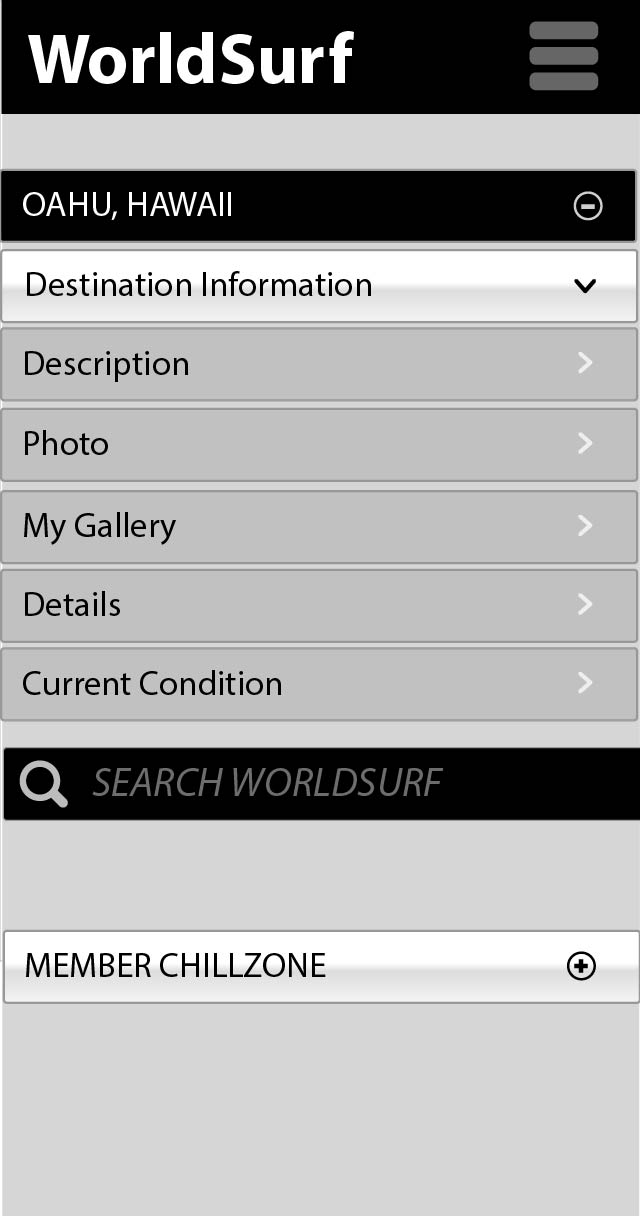 WorldSurf
OAHU, HAWAII
Destination Information
Description
Photo
My Gallery
Details
Current Condition
SEARCH WORLDSURF
MEMBER CHILLZONE